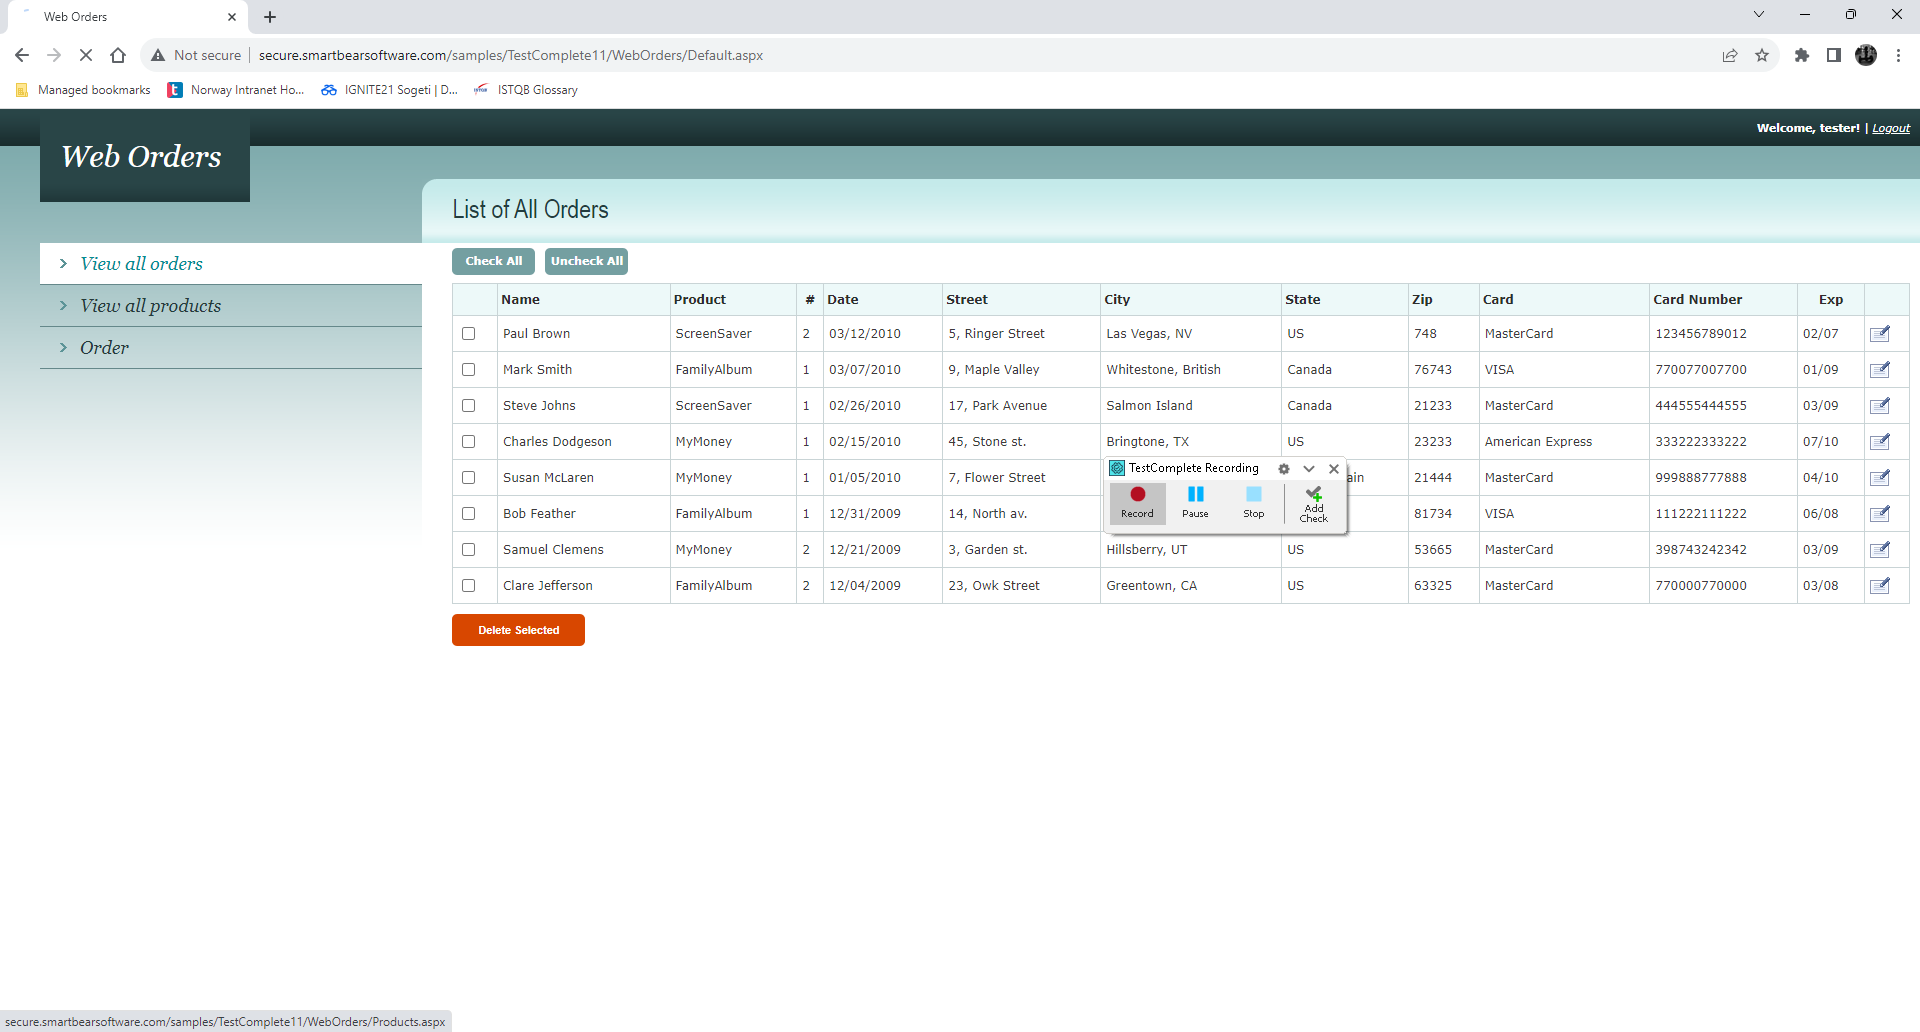 Web Orders
Not secure secure.smartbearsoftware.com/samples/TestComplete11/WebOrders/Default.aspx
Managed bookmarks Norway Intranet Ho... IGNITE21 Sogeti | D... ISTQB Glossary
Welcome, tester! | Logout
Web Orders
List of All Orders
View all orders
View all products
Order
Check All Uncheck All
Name Product # Date Street City State Zip Card Card Number Exp
Paul Brown ScreenSaver 2 03/12/2010 5, Ringer Street Las Vegas, NV US 748 MasterCard 123456789012 02/07
Mark Smith FamilyAlbum 1 03/07/2010 9, Maple Valley Whitestone, British Canada 76743 VISA 770077007700 01/09
Steve Johns ScreenSaver 1 02/26/2010 17, Park Avenue Salmon Island Canada 21233 MasterCard 444555444555 03/09
Charles Dodgeson MyMoney 1 02/15/2010 45, Stone st. Bringtone, TX US 23233 American Express 333222333222 07/10
Susan McLaren MyMoney 1 01/05/2010 7, Flower Street ain 21444 MasterCard 999888777888 04/10
Bob Feather FamilyAlbum 1 12/31/2009 14, North av. 81734 VISA 111222111222 06/08
Samuel Clemens MyMoney 2 12/21/2009 3, Garden st. Hillsberry, UT US 53665 MasterCard 398743242342 03/09
Clare Jefferson FamilyAlbum 2 12/04/2009 23, Owk Street Greentown, CA US 63325 MasterCard 770000770000 03/08
TestComplete Recording
Record Pause Stop Add Check
Delete Selected
secure.smartbearsoftware.com/samples/TestComplete11/WebOrders/Products.aspx